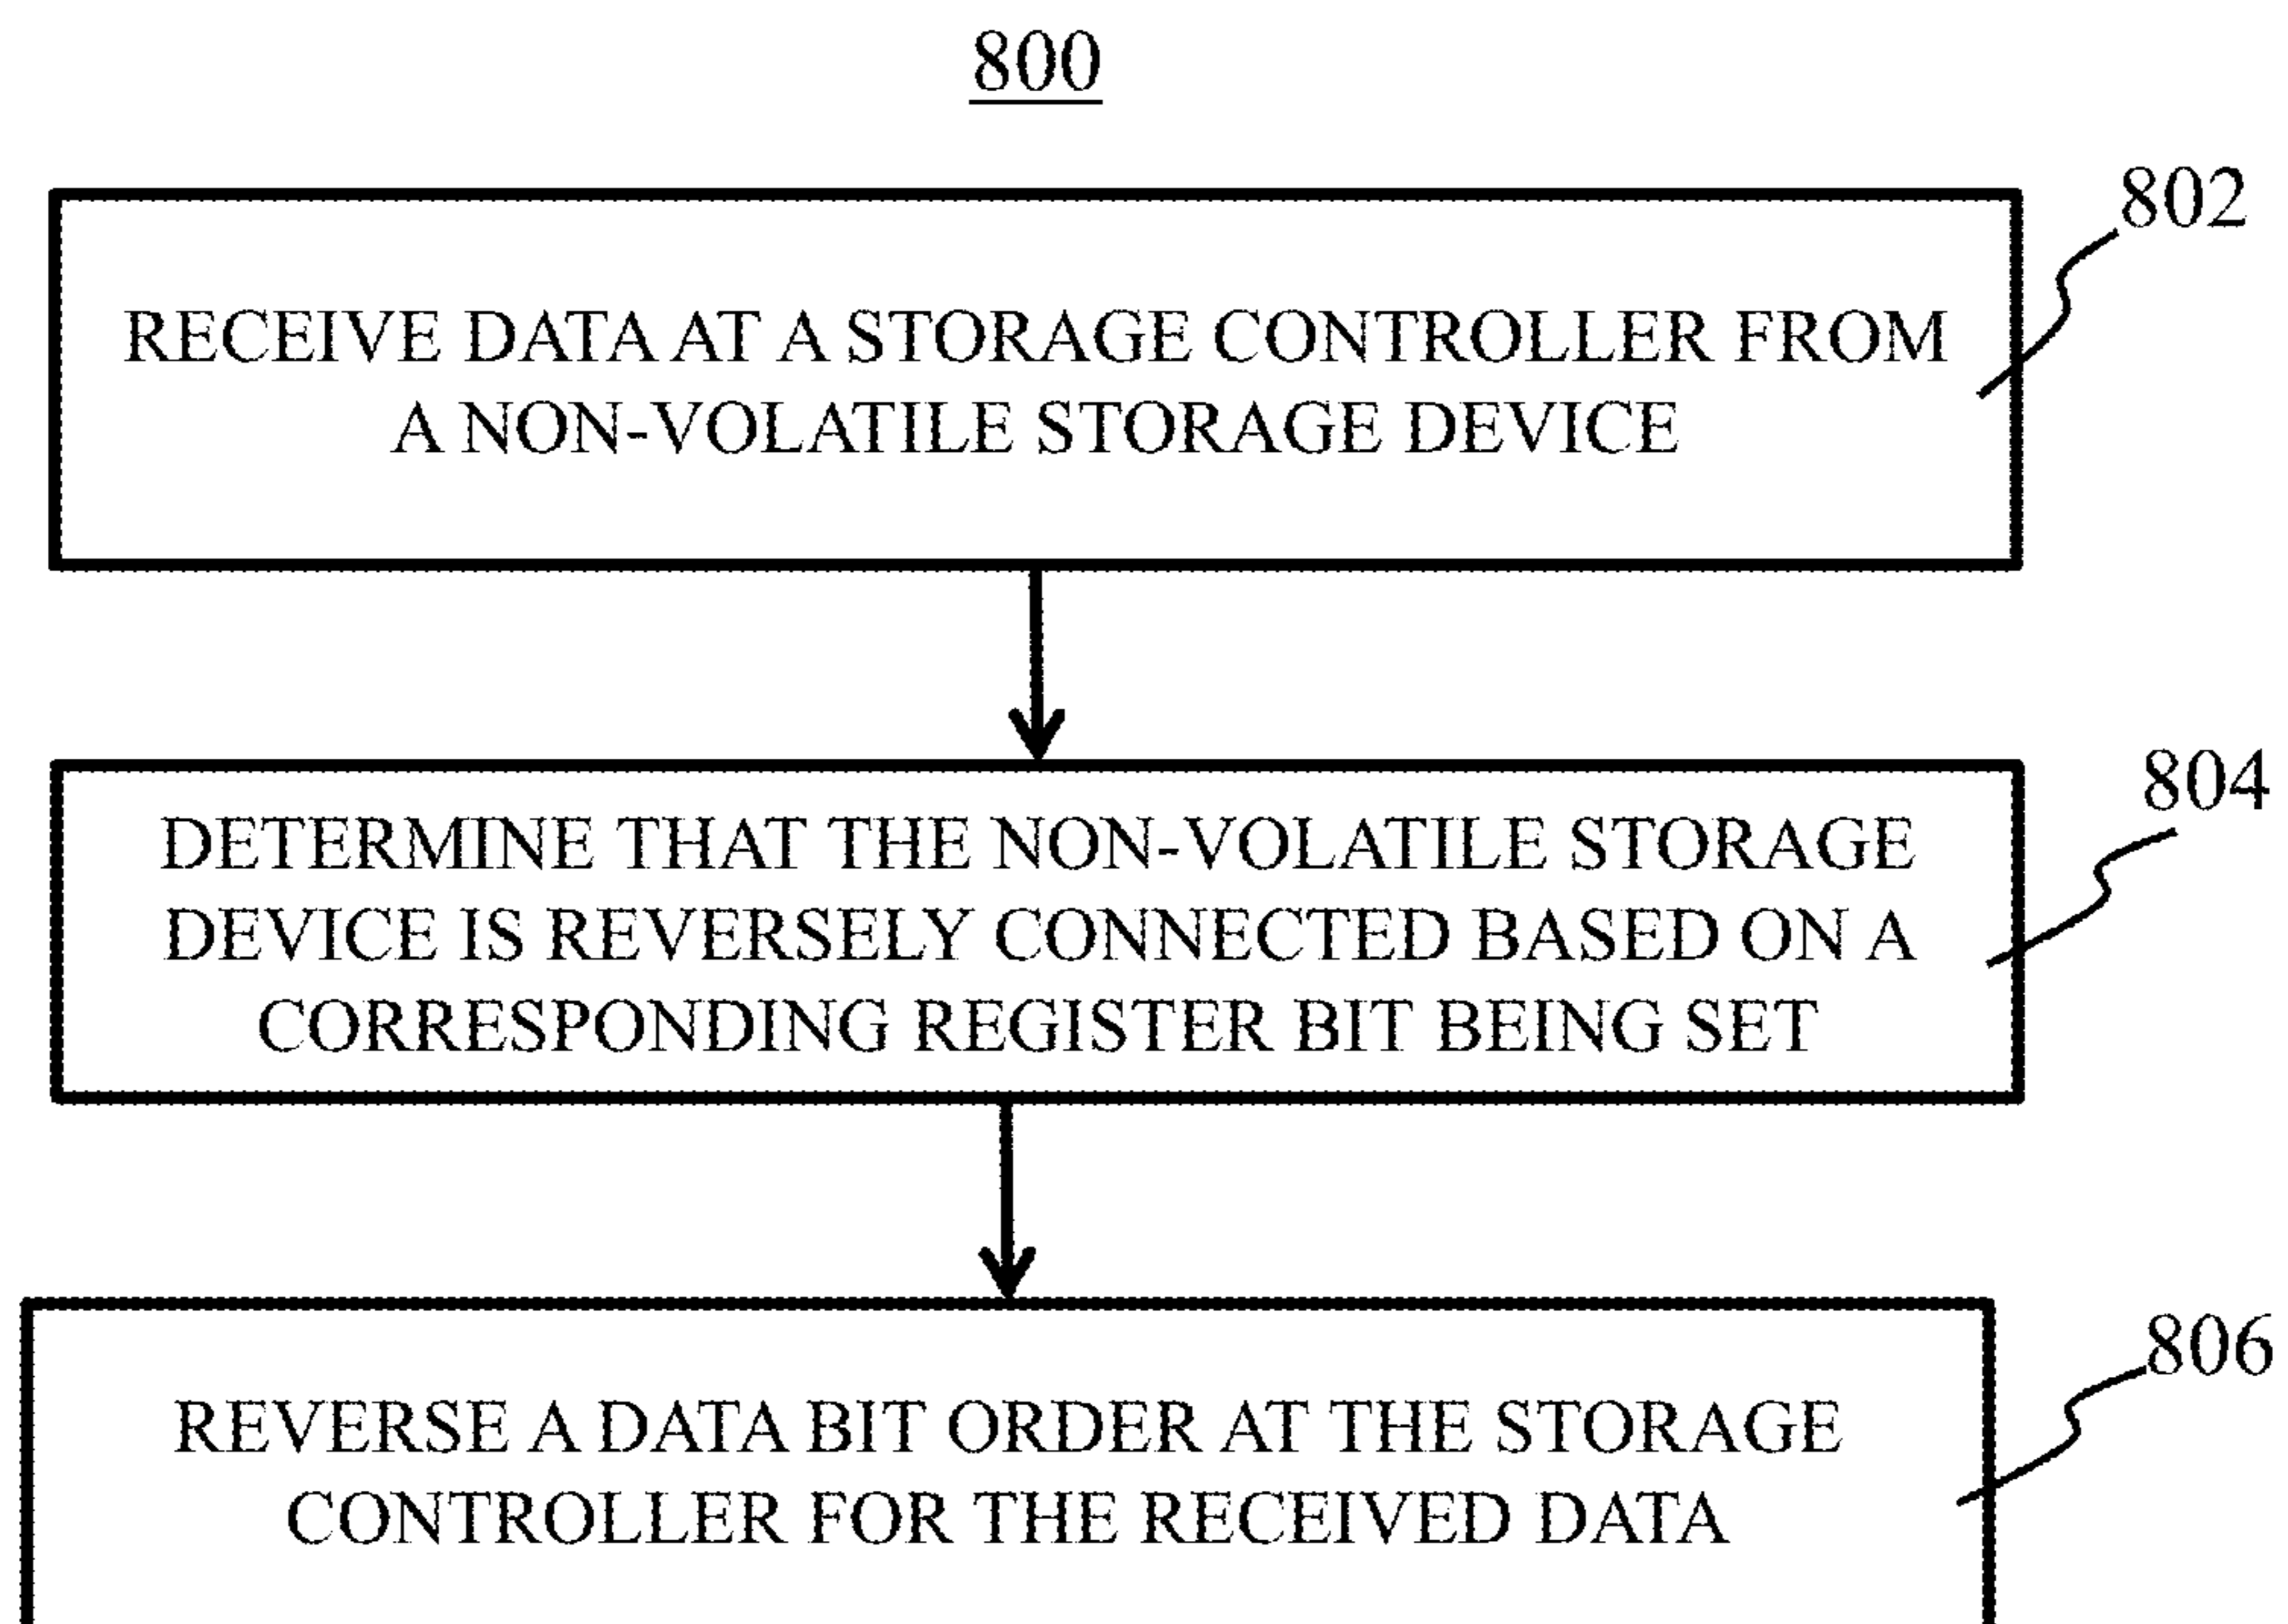 800
802
RECEIVE DATA AT A STORAGE CONTROLLER FROM
A NON-VOLATILE STORAGE DEVICE
804
DETERMINE THAT THE NON-VOLATILE STORAGE
DEVICE IS REVERSELY CONNECTED BASED ON A
CORRESPONDING REGISTER BIT BEING SET
806
REVERSE A DATA BIT ORDER AT THE STORAGE
CONTROLLER FOR THE RECEIVED DATA